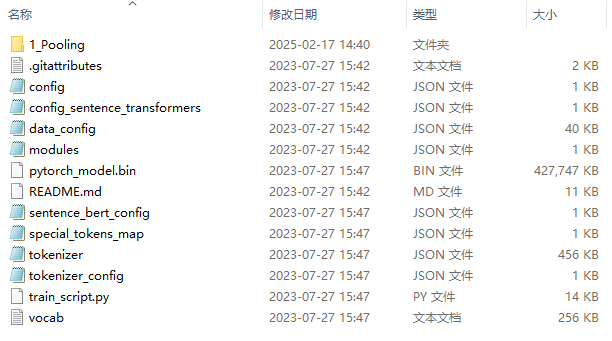 名称 修改日期 类型 大小
1_Pooling 2025-02-17 14:40 文件夹
.gitattributes 2023-07-27 15:42 文本文档 2 KB
config 2023-07-27 15:42 JSON 文件 1 KB
config_sentence_transformers 2023-07-27 15:42 JSON 文件 1 KB
data_config 2023-07-27 15:42 JSON 文件 40 KB
modules 2023-07-27 15:42 JSON 文件 1 KB
pytorch_model.bin 2023-07-27 15:47 BIN 文件 427,747 KB
README.md 2023-07-27 15:42 MD 文件 11 KB
sentence_bert_config 2023-07-27 15:47 JSON 文件 1 KB
special_tokens_map 2023-07-27 15:47 JSON 文件 1 KB
tokenizer 2023-07-27 15:47 JSON 文件 456 KB
tokenizer_config 2023-07-27 15:47 JSON 文件 1 KB
train_script.py 2023-07-27 15:47 PY 文件 14 KB
vocab 2023-07-27 15:47 文本文档 256 KB